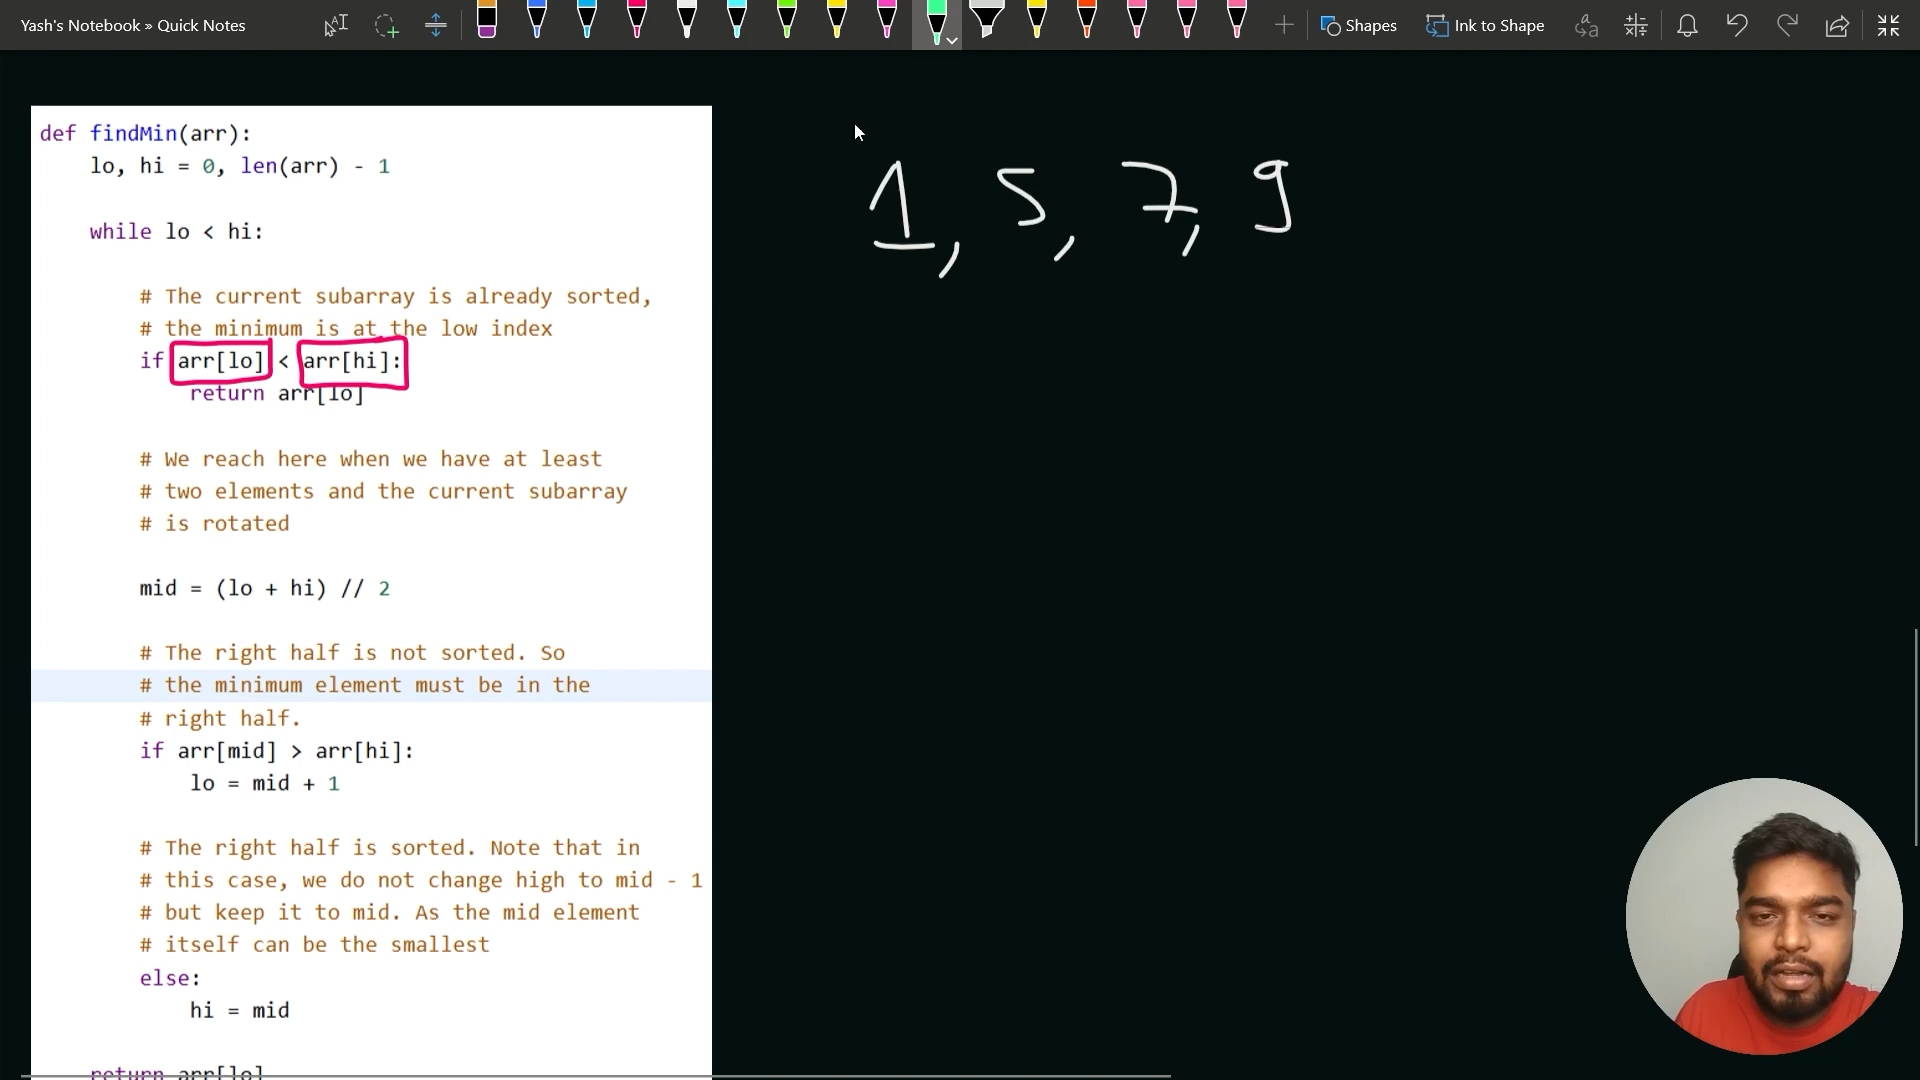 Yash's Notebook » Quick Notes
Shapes
Ink to Shape
def findMin(arr):
lo, hi = 0, len(arr) - 1
while lo < hi:
# The current subarray is already sorted,
# the minimum is at the low index
if arr[lo] < arr[hi]:
return arr[lo]
# We reach here when we have at least
# two elements and the current subarray
# is rotated
mid = (lo + hi) // 2
# The right half is not sorted. So
# the minimum element must be in the
# right half.
if arr[mid] > arr[hi]:
lo = mid + 1
# The right half is sorted. Note that in
# this case, we do not change high to mid - 1
# but keep it to mid. As the mid element
# itself can be the smallest
else:
hi = mid
return arr[lo]
1, 5, 7, 9